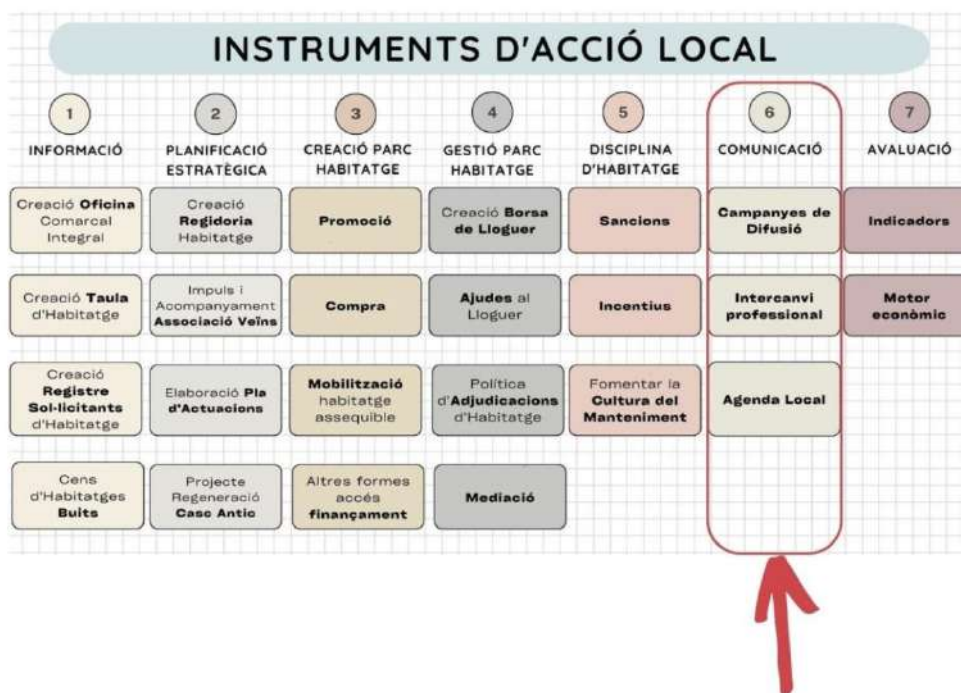 INSTRUMENTS D'ACCIÓ LOCAL
1
INFORMACIÓ
Creació Oficina
Comarcal
Integral
Creació Taula
d'Habitatge
Creació
Registre
Sol·licitants
d'Habitatge
Cens
d'Habitatges
Buits
2
PLANIFICACIÓ
ESTRATÈGICA
Creació
Regidoria
Habitatge
Impuls i
Acompanyament
Associació Veïns
Elaboració Pla
d'Actuacions
Projecte
Regeneració
Casc Antic
3
CREACIÓ PARC
HABITATGE
Promoció
Compra
Mobilització
habitatge
assequible
Altres formes
accés
finançament
4
GESTIÓ PARC
HABITATGE
Creació Borsa
de Lloguer
Ajudes al
Lloguer
Política
d'Adjudicacions
d'Habitatge
Mediació
5
DISCIPLINA
D'HABITATGE
Sancions
Incentius
Fomentar la
Cultura del
Manteniment
6
COMUNICACIÓ
Campanyes de
Difusió
Intercanvi
professional
Agenda Local
7
AVALUACIÓ
Indicadors
Motor
econòmic